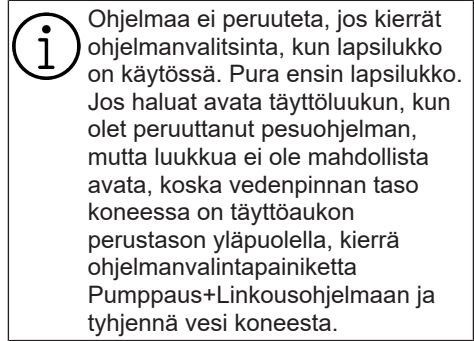 Ohjelmaa ei peruuteta, jos kierrät
ohjelmanvalitsinta, kun lapsilukko
on käytössä. Pura ensin lapsilukko.
Jos haluat avata täyttöluukun, kun
olet peruuttanut pesuohjelman,
mutta luukkua ei ole mahdollista
avata, koska vedenpinnan taso
koneessa on täyttöaukon
perustason yläpuolella, kierrä
ohjelmanvalintapainiketta
Pumppaus+Linkousohjelmaan ja
tyhjennä vesi koneesta.